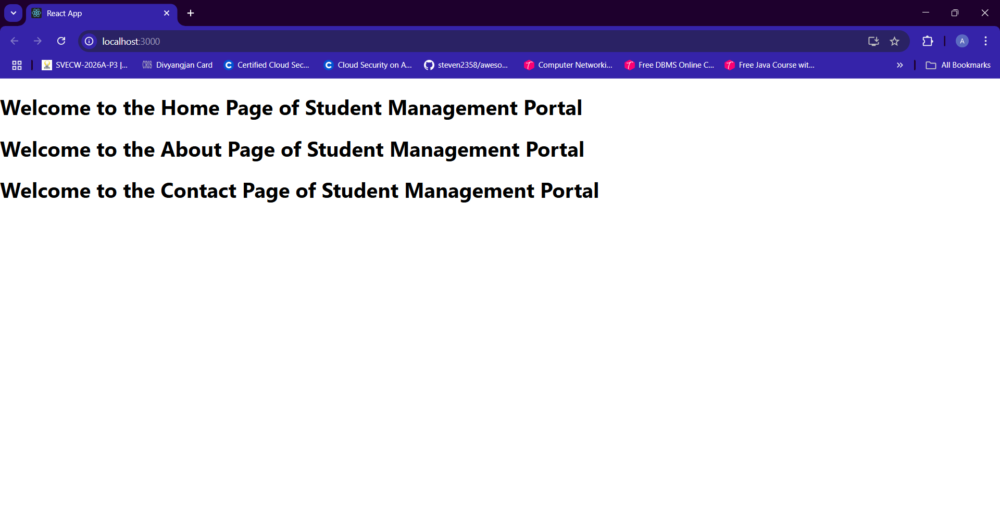 React App
localhost:3000
A
SVECW-2026A-P3 |...
CRIS Divyangjan Card
C Certified Cloud Sec...
C Cloud Security on A...
steven2358/aweso...
Computer Networki...
Free DBMS Online C...
Free Java Course wit...
All Bookmarks
Welcome to the Home Page of Student Management Portal
Welcome to the About Page of Student Management Portal
Welcome to the Contact Page of Student Management Portal